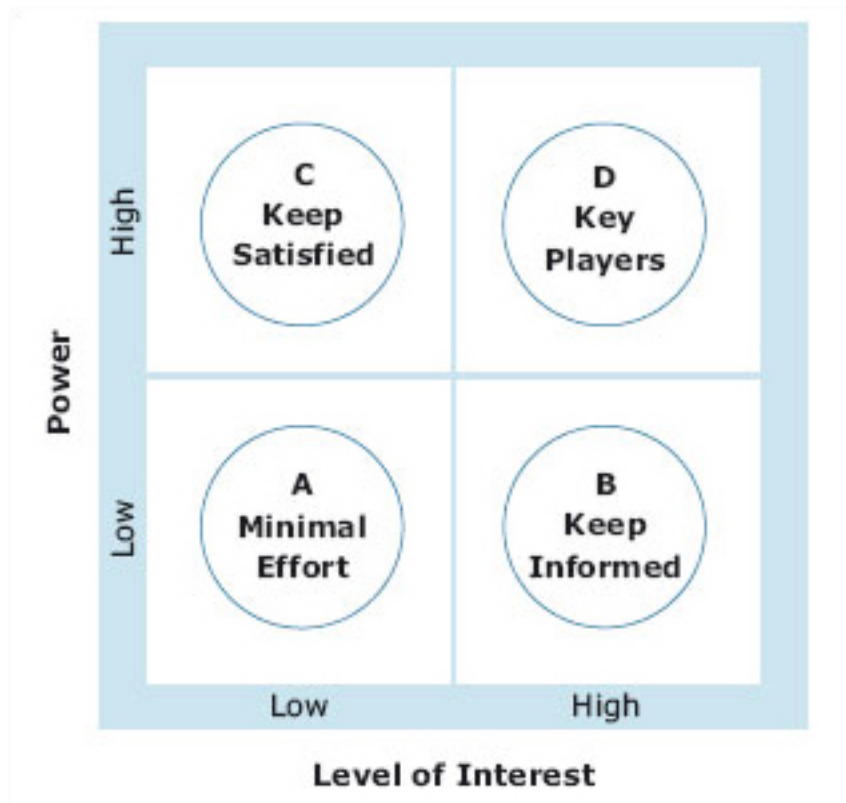 High
C
Keep
Satisfied
D
Key
Players
Power
Low
A
Minimal
Effort
B
Keep
Informed
Low
High
Level of Interest